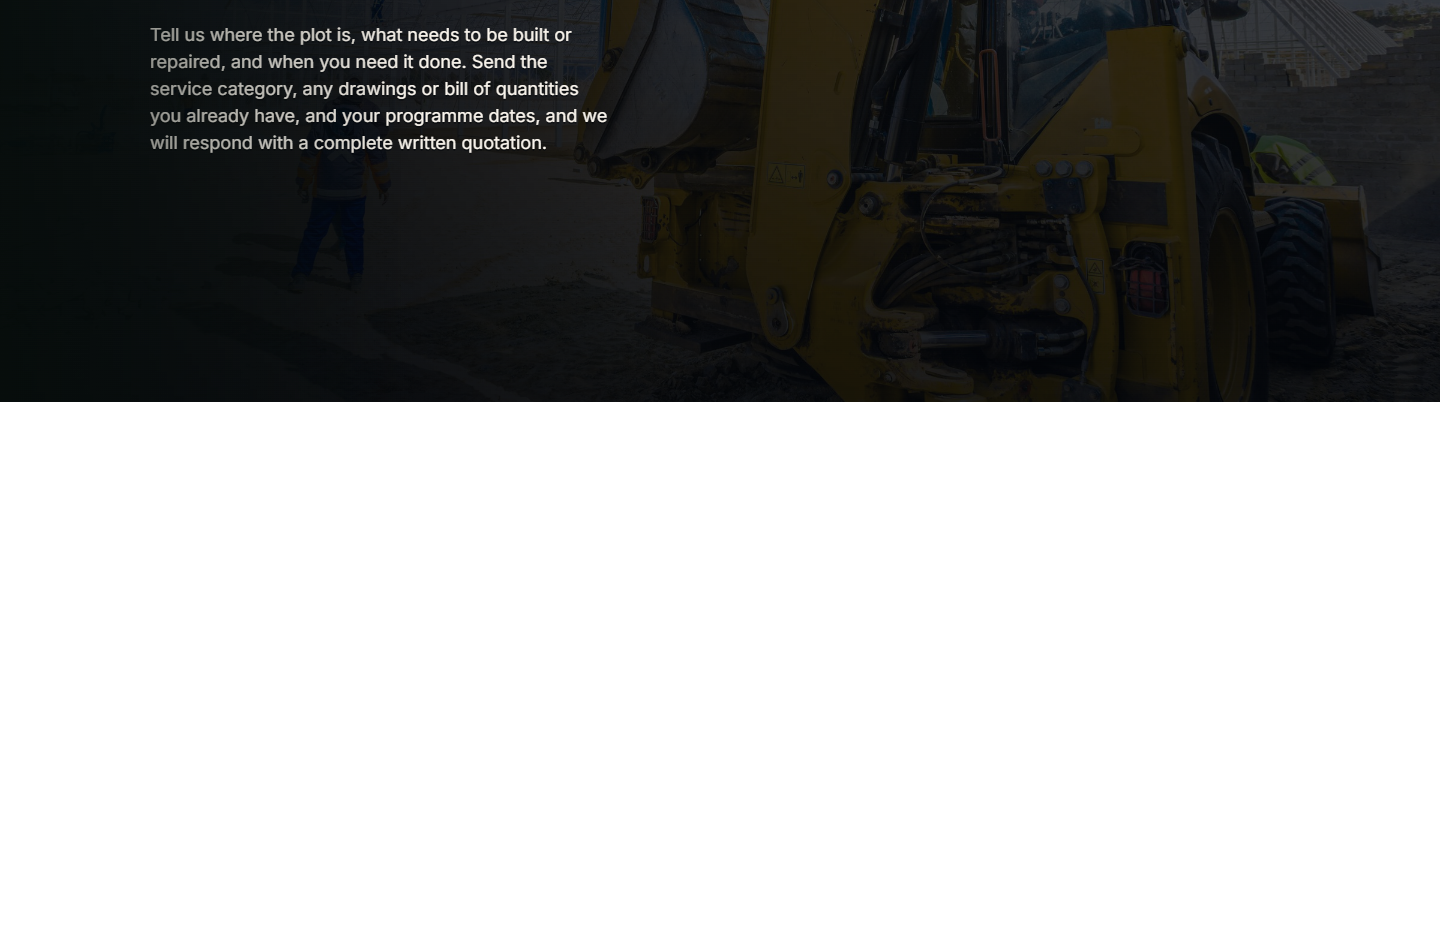 Tell us where the plot is, what needs to be built or
repaired, and when you need it done. Send the
service category, any drawings or bill of quantities
you already have, and your programme dates, and we
will respond with a complete written quotation.